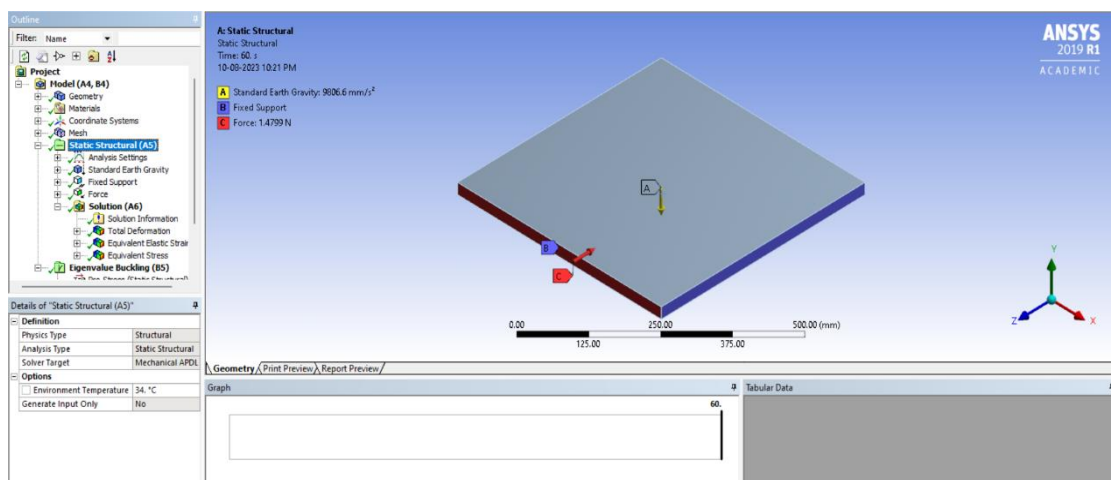 Outline
Filter: Name
Project
Model (A4, B4)
Geometry
Materials
Coordinate Systems
Mesh
Static Structural (A5)
Analysis Settings
Standard Earth Gravity
Fixed Support
Force
Solution (A6)
Solution Information
Total Deformation
Equivalent Elastic Strair
Equivalent Stress
Eigenvalue Buckling (B5)
Details of "Static Structural (A5)"
Definition
Physics Type Structural
Analysis Type Static Structural
Solver Target Mechanical APDL
Options
Environment Temperature 34. °C
Generate Input Only No
A: Static Structural
Static Structural
Time: 60. s
10-08-2023 10:21 PM
A Standard Earth Gravity: 9806.6 mm/s²
B Fixed Support
C Force: 1.4799 N
ANSYS
2019 R1
ACADEMIC
A
B
C
0.00 250.00 500.00 (mm)
125.00 375.00
Y
Z X
Geometry Print Preview Report Preview
Graph
60.
Tabular Data